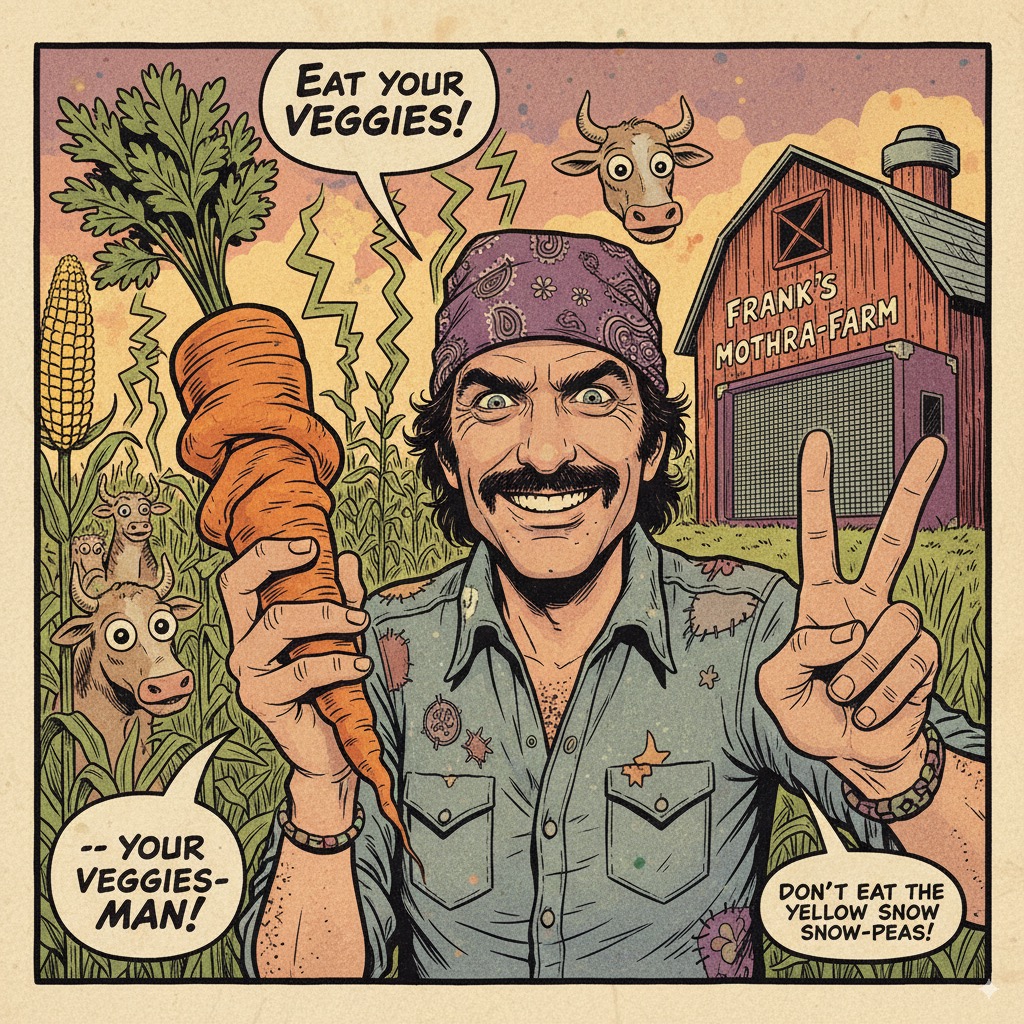 EAT YOUR
VEGGIES!
FRANK'S
MOTHRA-FARM
-- YOUR
VEGGIES-
MAN!
DON'T EAT THE
YELLOW SNOW
SNOW-PEAS!